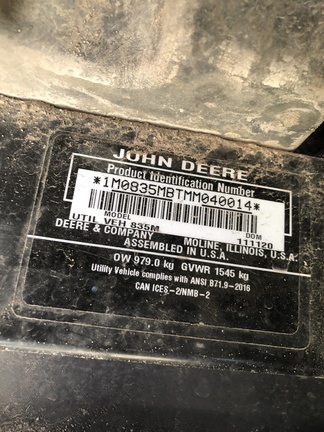 JOHN DEERE
Product Identification Number
*1M0835MBTMM040014*
MODEL
UTIL VEH 835M
DOM
111120
DEERE & COMPANY MOLINE, ILLINOIS, U.S.A.
ASSEMBLED IN U.S.A.
OW 979.0 kg GVWR 1545 kg
Utility Vehicle complies with ANSI B71.9-2016
CAN ICES-2/NMB-2